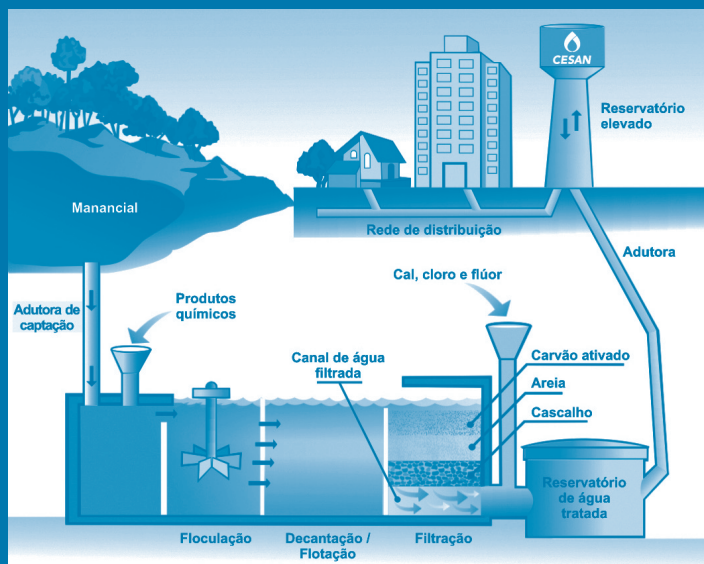 CESAN
Reservatório
elevado
Manancial
Rede de distribuição
Adutora
Cal, cloro e flúor
Produtos
químicos
Adutora de
captação
Canal de água
filtrada
Carvão ativado
Areia
Cascalho
Reservatório
de água
tratada
Floculação
Decantação /
Flotação
Filtração